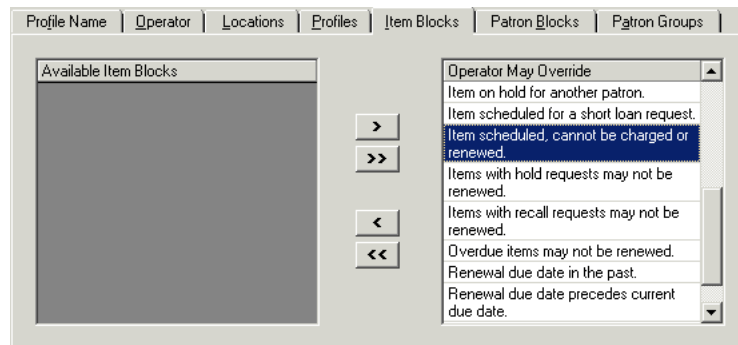 Profile Name Operator Locations Profiles Item Blocks Patron Blocks Patron Groups
Available Item Blocks
>
>>
<
<<
Operator May Override
Item on hold for another patron.
Item scheduled for a short loan request.
Item scheduled, cannot be charged or
renewed.
Items with hold requests may not be
renewed.
Items with recall requests may not be
renewed.
Overdue items may not be renewed.
Renewal due date in the past.
Renewal due date precedes current
due date.